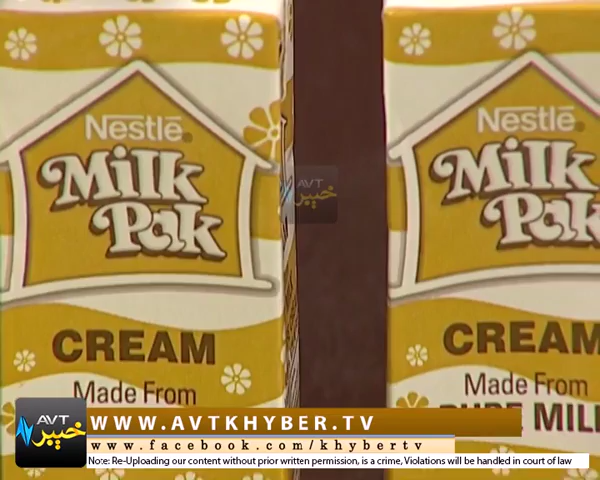 Nestlé
Milk
Pak
CREAM
Made From
Nestlé
Milk
Pak
CREAM
Made From
PURE MILK
AVT
خیبر
AVT
خیبر
WWW.AVTKHYBER.TV
www.facebook.com/khybertv
Note: Re-Uploading our content without prior written permission, is a crime, Violations will be handled in court of law